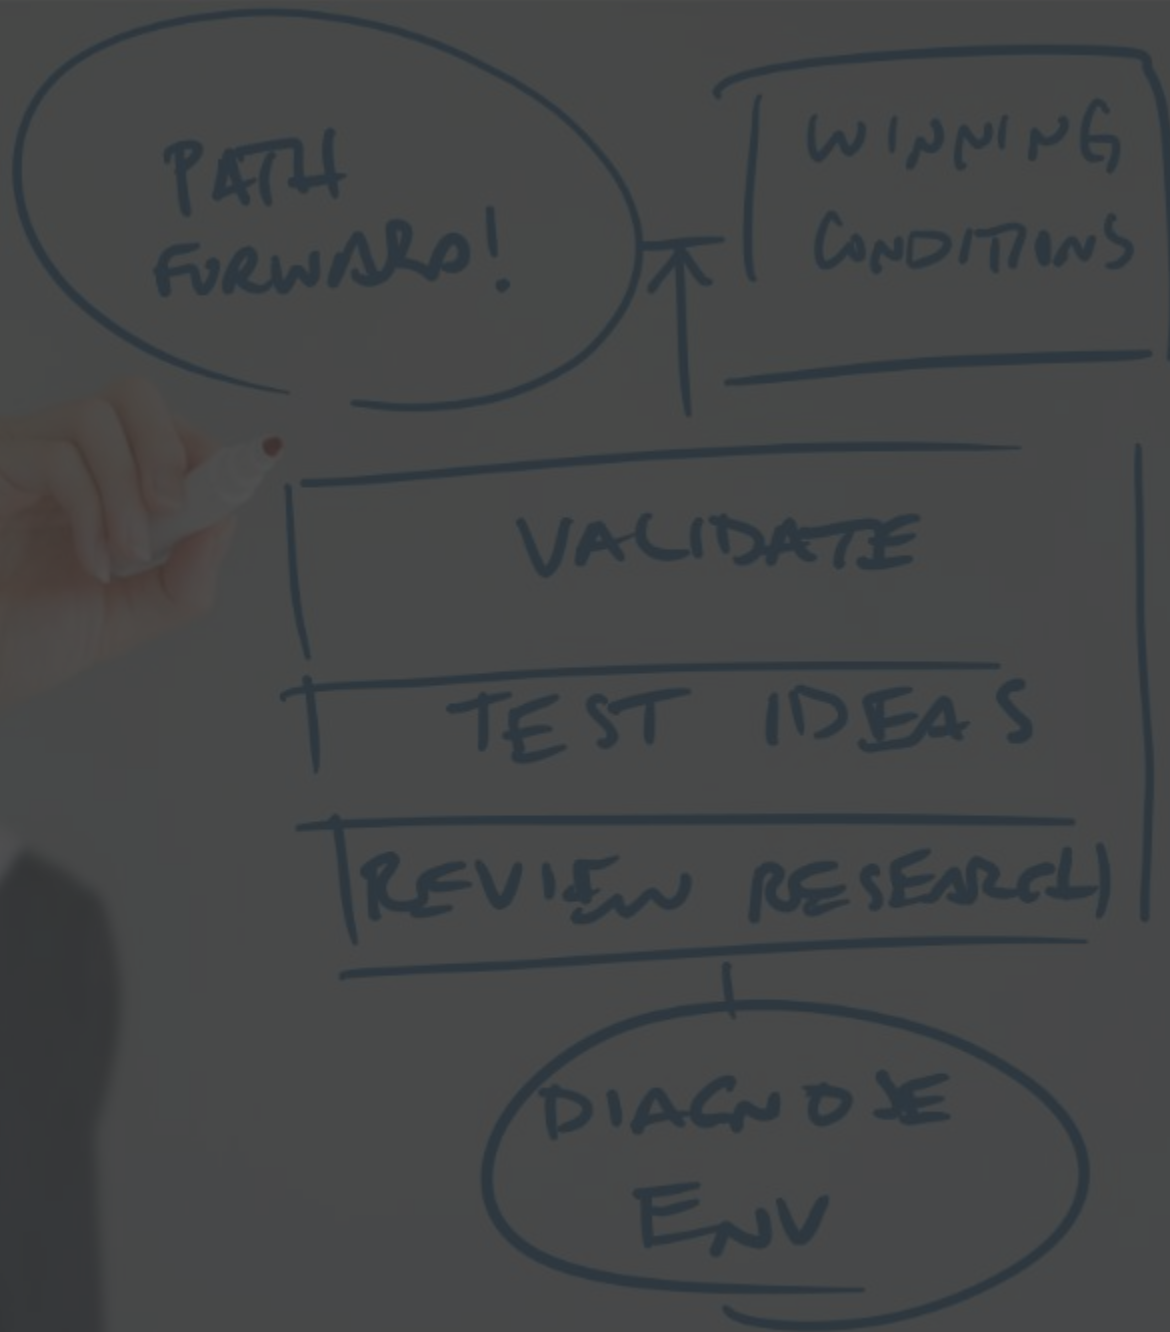 PATH
FORWARD!
WINNING
CONDITIONS
VALIDATE
TEST IDEAS
REVIEW RESEARCH
DIAGNOSE
ENV